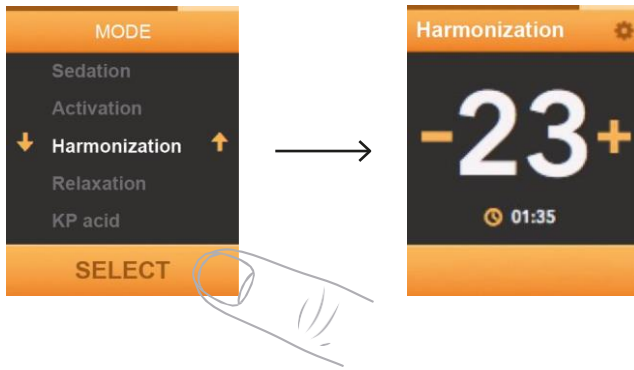 MODE
Sedation
Activation
Harmonization
Relaxation
KP acid
SELECT
Harmonization
-23+
01:35